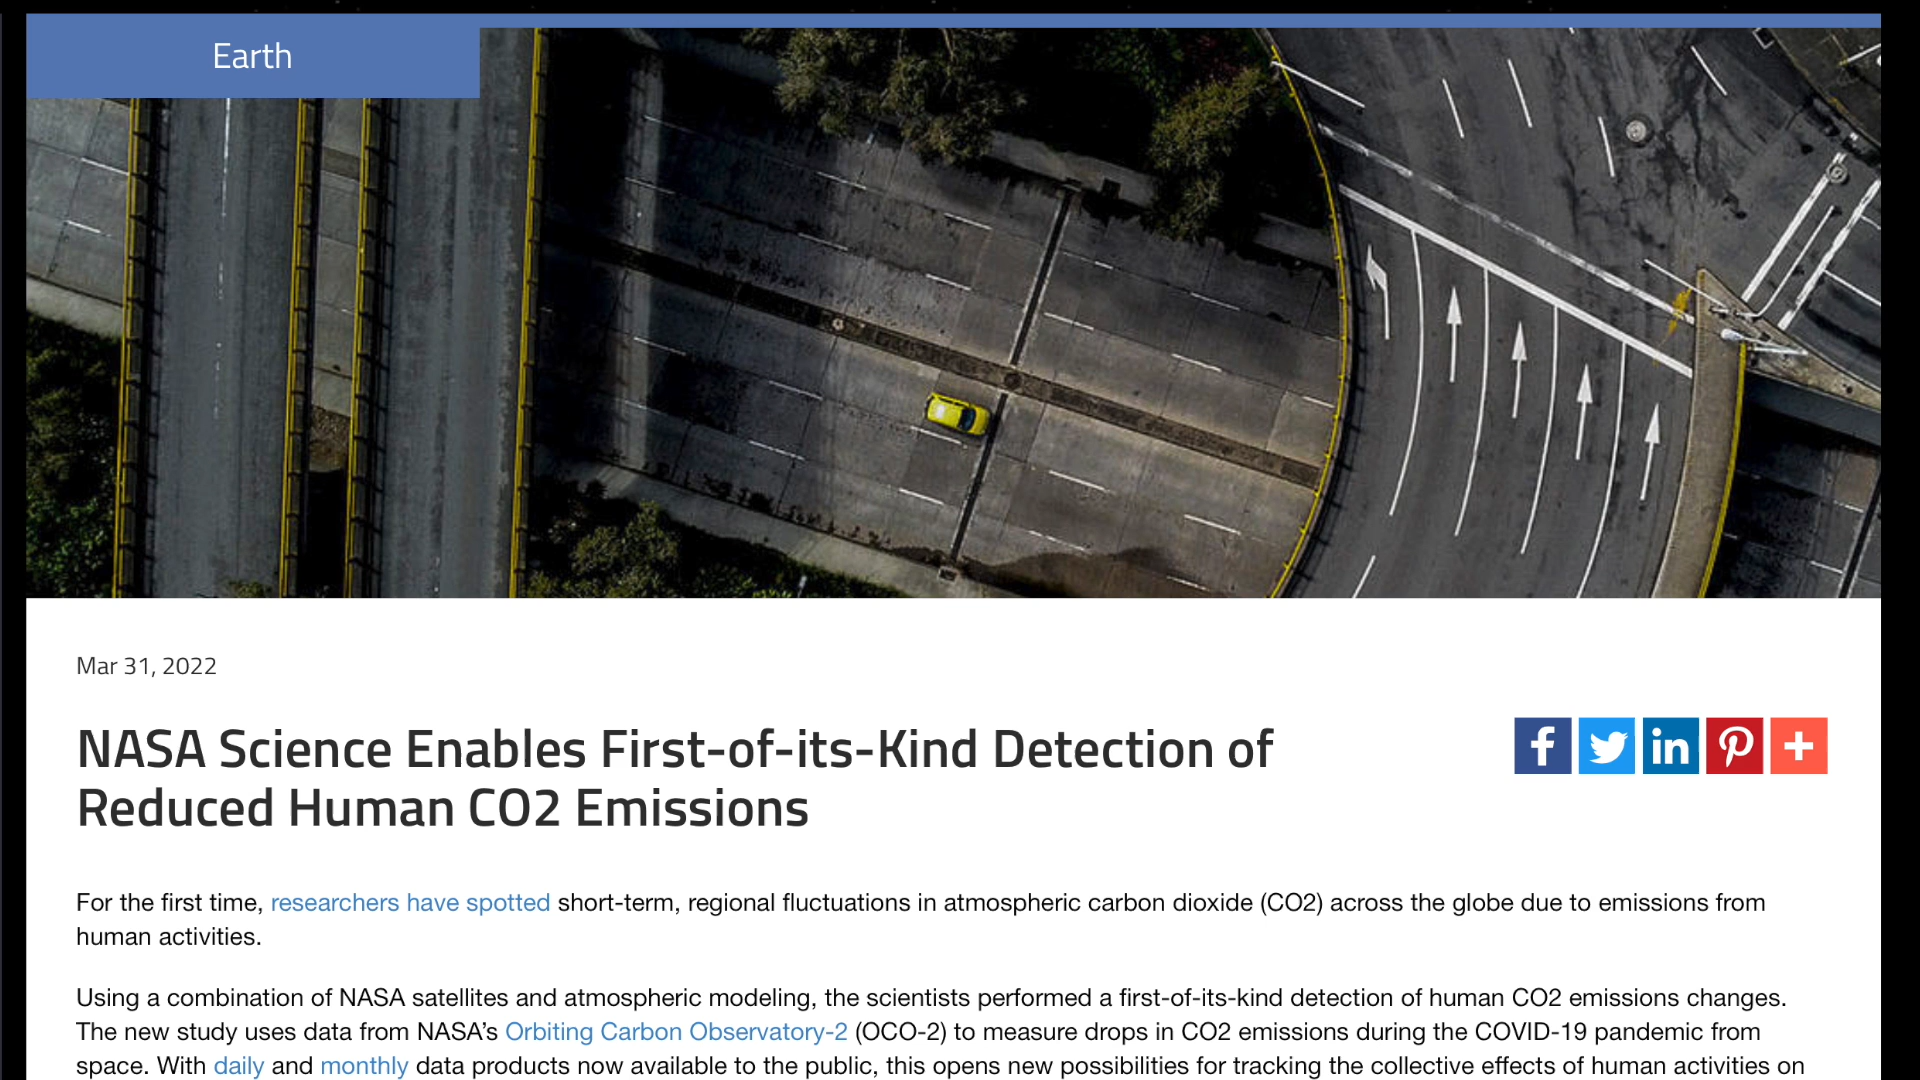 Earth
Mar 31, 2022
NASA Science Enables First-of-its-Kind Detection of
Reduced Human CO2 Emissions
For the first time, researchers have spotted short-term, regional fluctuations in atmospheric carbon dioxide (CO2) across the globe due to emissions from
human activities.
Using a combination of NASA satellites and atmospheric modeling, the scientists performed a first-of-its-kind detection of human CO2 emissions changes.
The new study uses data from NASA’s Orbiting Carbon Observatory-2 (OCO-2) to measure drops in CO2 emissions during the COVID-19 pandemic from
space. With daily and monthly data products now available to the public, this opens new possibilities for tracking the collective effects of human activities on